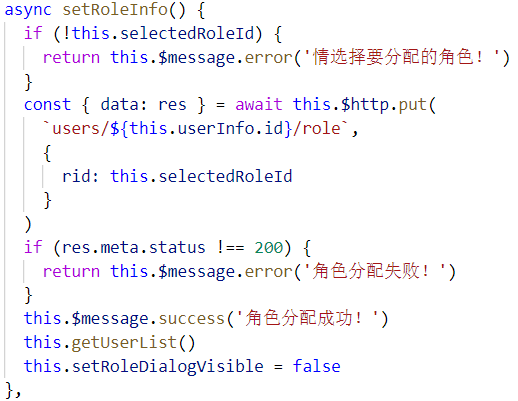 async setRoleInfo() {
if (!this.selectedRoleId) {
return this.$message.error('情选择要分配的角色！')
}
const { data: res } = await this.$http.put(
`users/${this.userInfo.id}/role`,
{
rid: this.selectedRoleId
}
)
if (res.meta.status !== 200) {
return this.$message.error('角色分配失败！')
}
this.$message.success('角色分配成功！')
this.getUserList()
this.setRoleDialogVisible = false
},